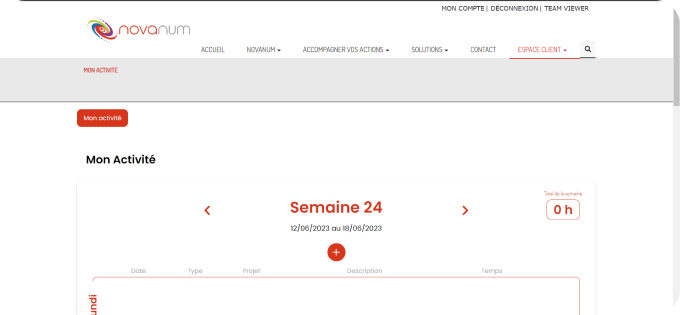 MON COMPTE | DÉCONNEXION | TEAM VIEWER
novanum
ACCUEIL NOVANUM ACCOMPAGNER VOS ACTIONS SOLUTIONS CONTACT ESPACE CLIENT
MON ACTIVITE
Mon activité
Mon Activité
Total de la semaine
Semaine 24
0 h
12/06/2023 au 18/06/2023
+
Date Type Projet Description Temps
undi